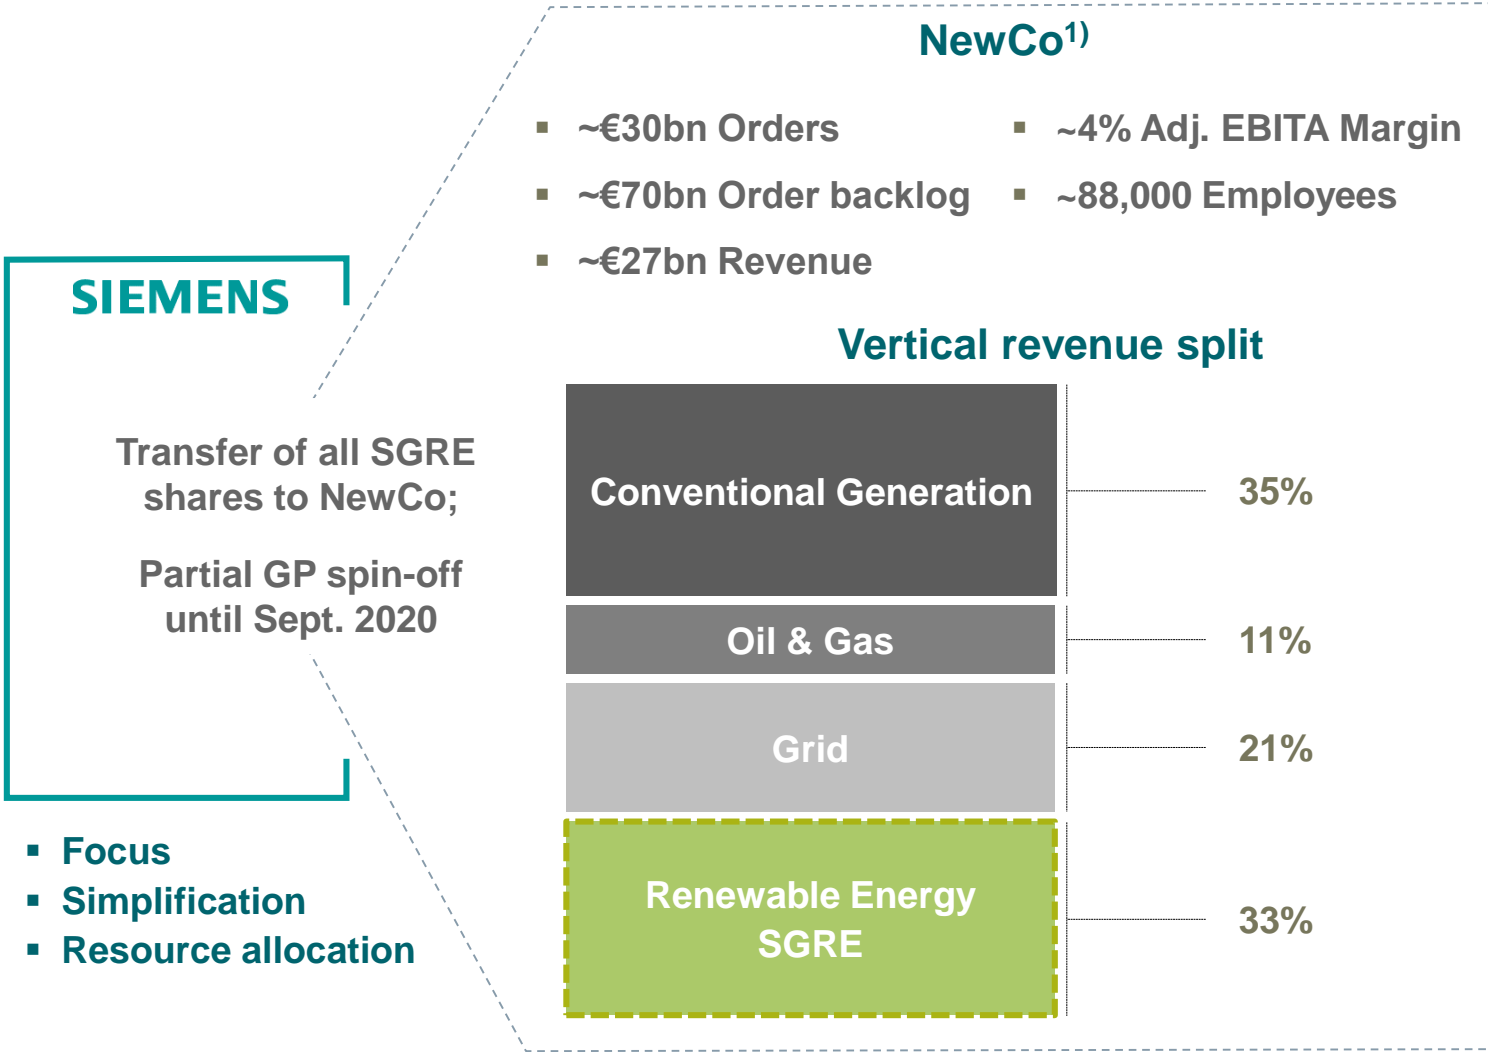 NewCo1)
▪ ~€30bn Orders
▪ ~€70bn Order backlog
▪ ~€27bn Revenue
▪ ~4% Adj. EBITA Margin
▪ ~88,000 Employees
SIEMENS
Transfer of all SGRE
shares to NewCo;
Partial GP spin-off
until Sept. 2020
▪ Focus
▪ Simplification
▪ Resource allocation
Vertical revenue split
Conventional Generation 35%
Oil & Gas 11%
Grid 21%
Renewable Energy
SGRE
33%